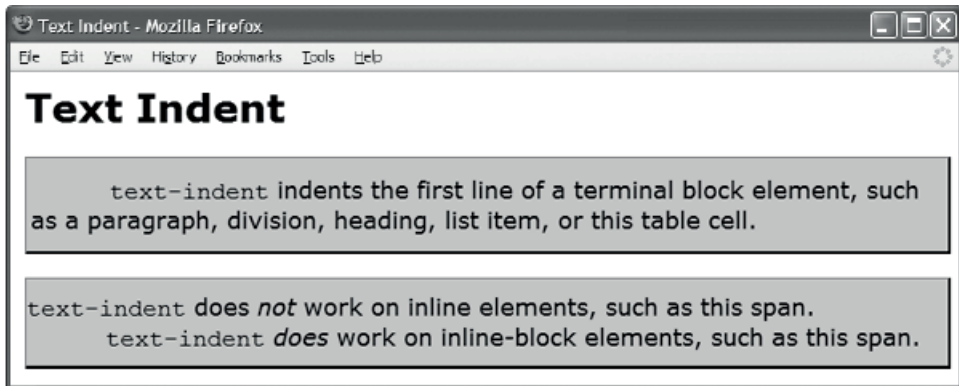 Text Indent - Mozilla Firefox
File Edit View History Bookmarks Tools Help
Text Indent
text-indent indents the first line of a terminal block element, such
as a paragraph, division, heading, list item, or this table cell.
text-indent does not work on inline elements, such as this span.
text-indent does work on inline-block elements, such as this span.